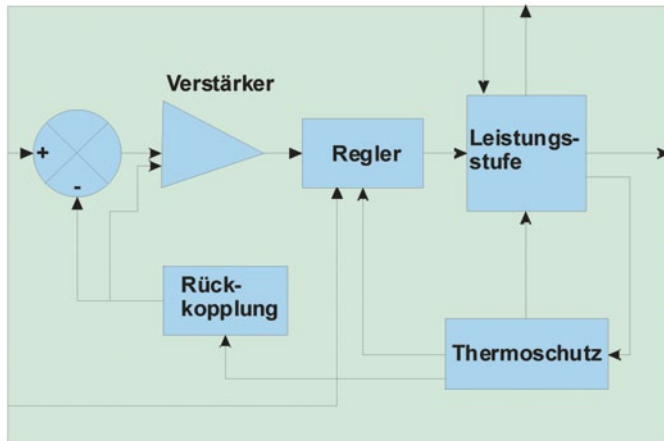 Verstärker
+
-
Regler
Leistungs-
stufe
Rück-
kopplung
Thermoschutz